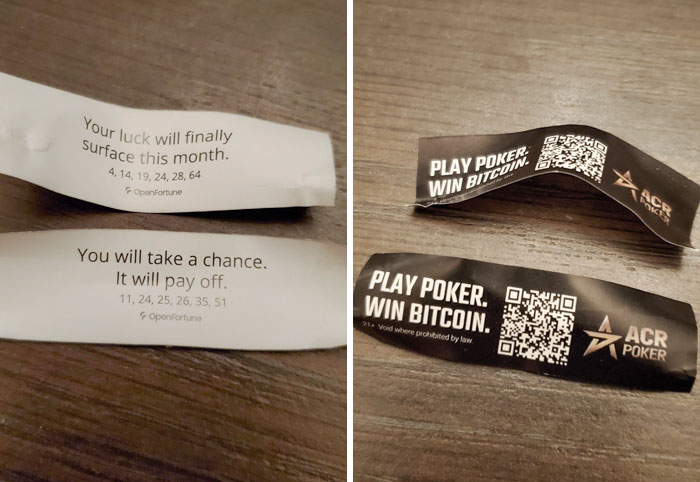 Your luck will finally
surface this month.
4, 14, 19, 24, 28, 64
OpenFortune
You will take a chance.
It will pay off.
11, 24, 25, 26, 35, 51
OpenFortune
PLAY POKER.
WIN BITCOIN.
ACR
POKER
PLAY POKER.
WIN BITCOIN.
21+ Void where prohibited by law.
ACR
POKER